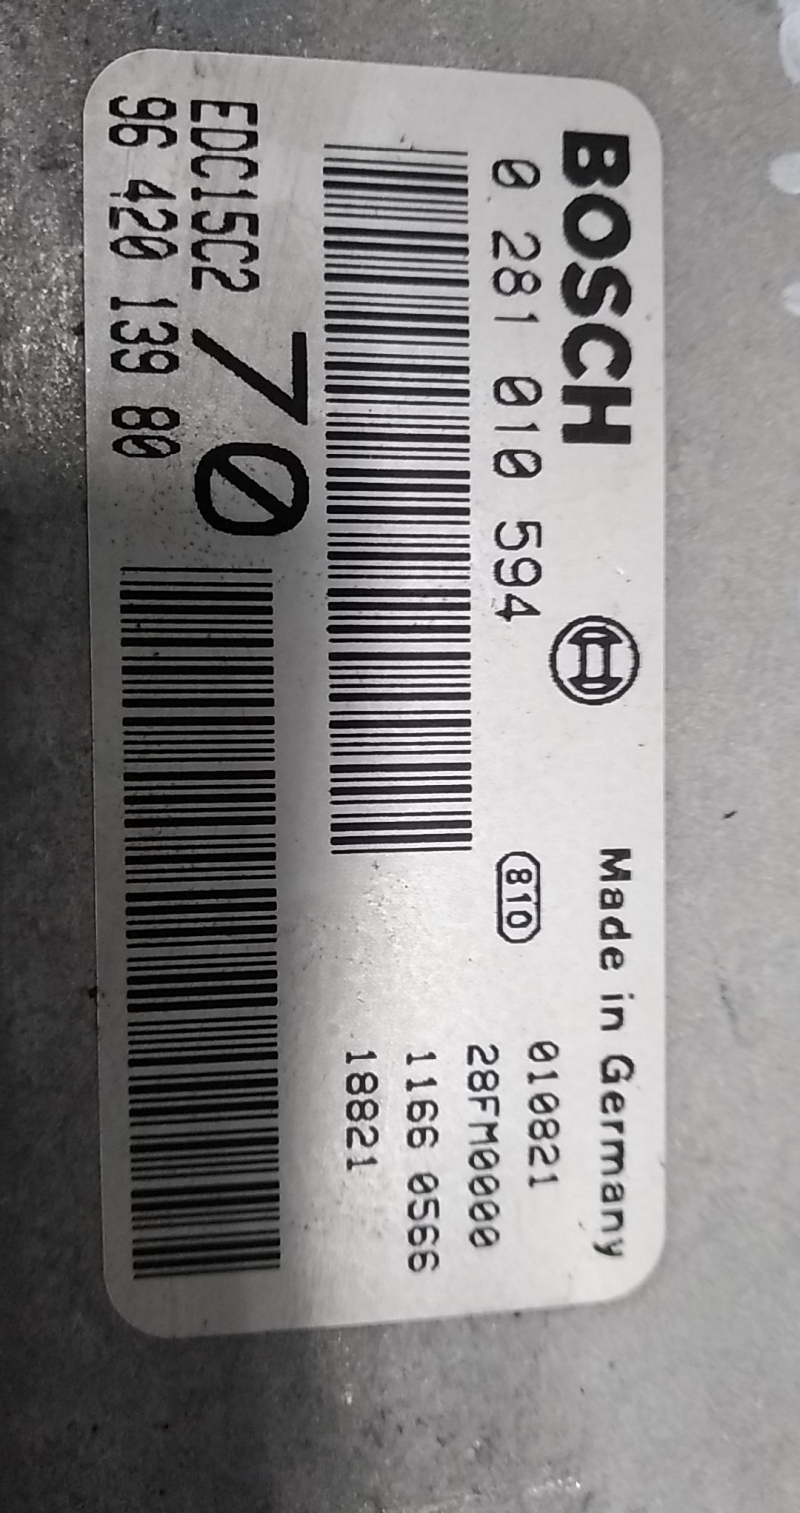 BOSCH
Made in Germany
0 281 010 594
810
010821
28FM0000
1166 0566
18821
EDC15C2
70
96 420 139 80